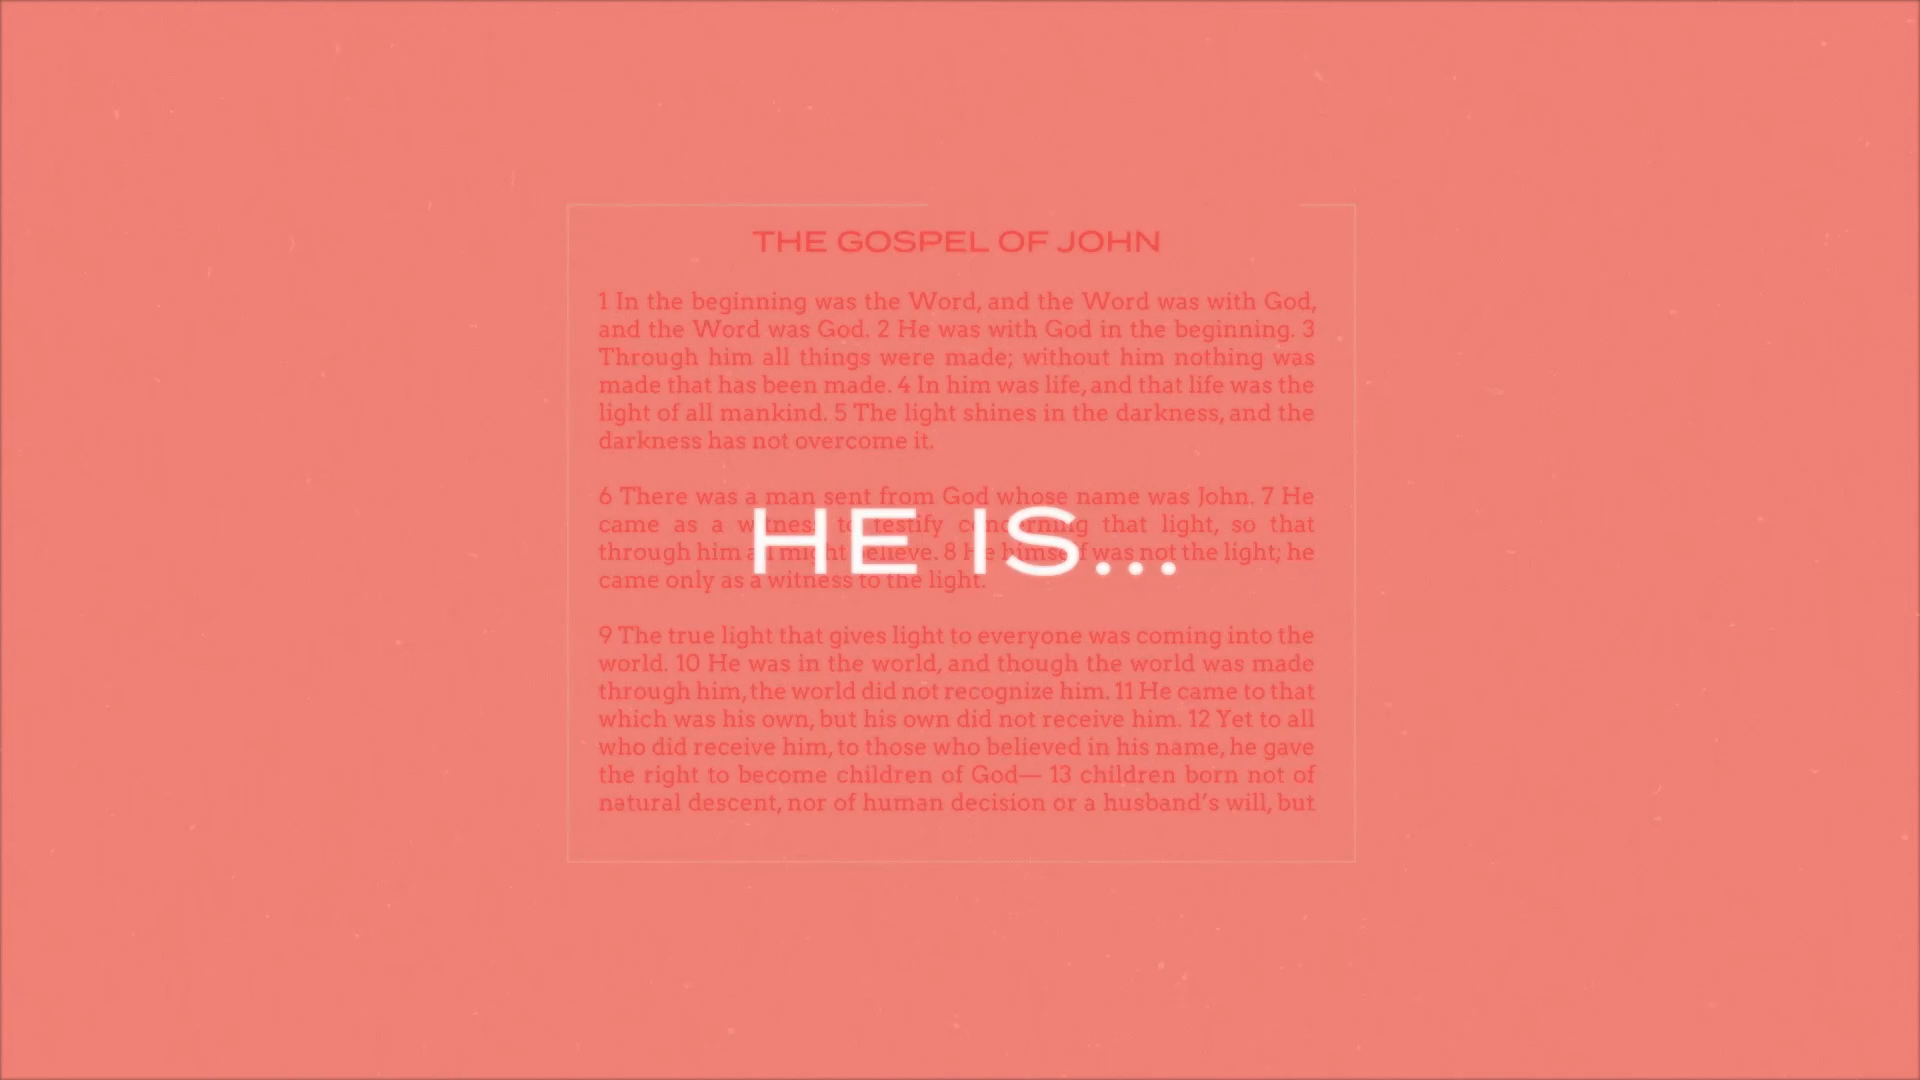 THE GOSPEL OF JOHN
1 In the beginning was the Word, and the Word was with God,
and the Word was God. 2 He was with God in the beginning. 3
Through him all things were made; without him nothing was
made that has been made. 4 In him was life, and that life was the
light of all mankind. 5 The light shines in the darkness, and the
darkness has not overcome it.
6 There was a man sent from God whose name was John. 7 He
came as a witness to testify concerning that light, so that
through him all might believe. 8 He himself was not the light; he
came only as a witness to the light.
HE IS...
9 The true light that gives light to everyone was coming into the
world. 10 He was in the world, and though the world was made
through him, the world did not recognize him. 11 He came to that
which was his own, but his own did not receive him. 12 Yet to all
who did receive him, to those who believed in his name, he gave
the right to become children of God— 13 children born not of
natural descent, nor of human decision or a husband’s will, but